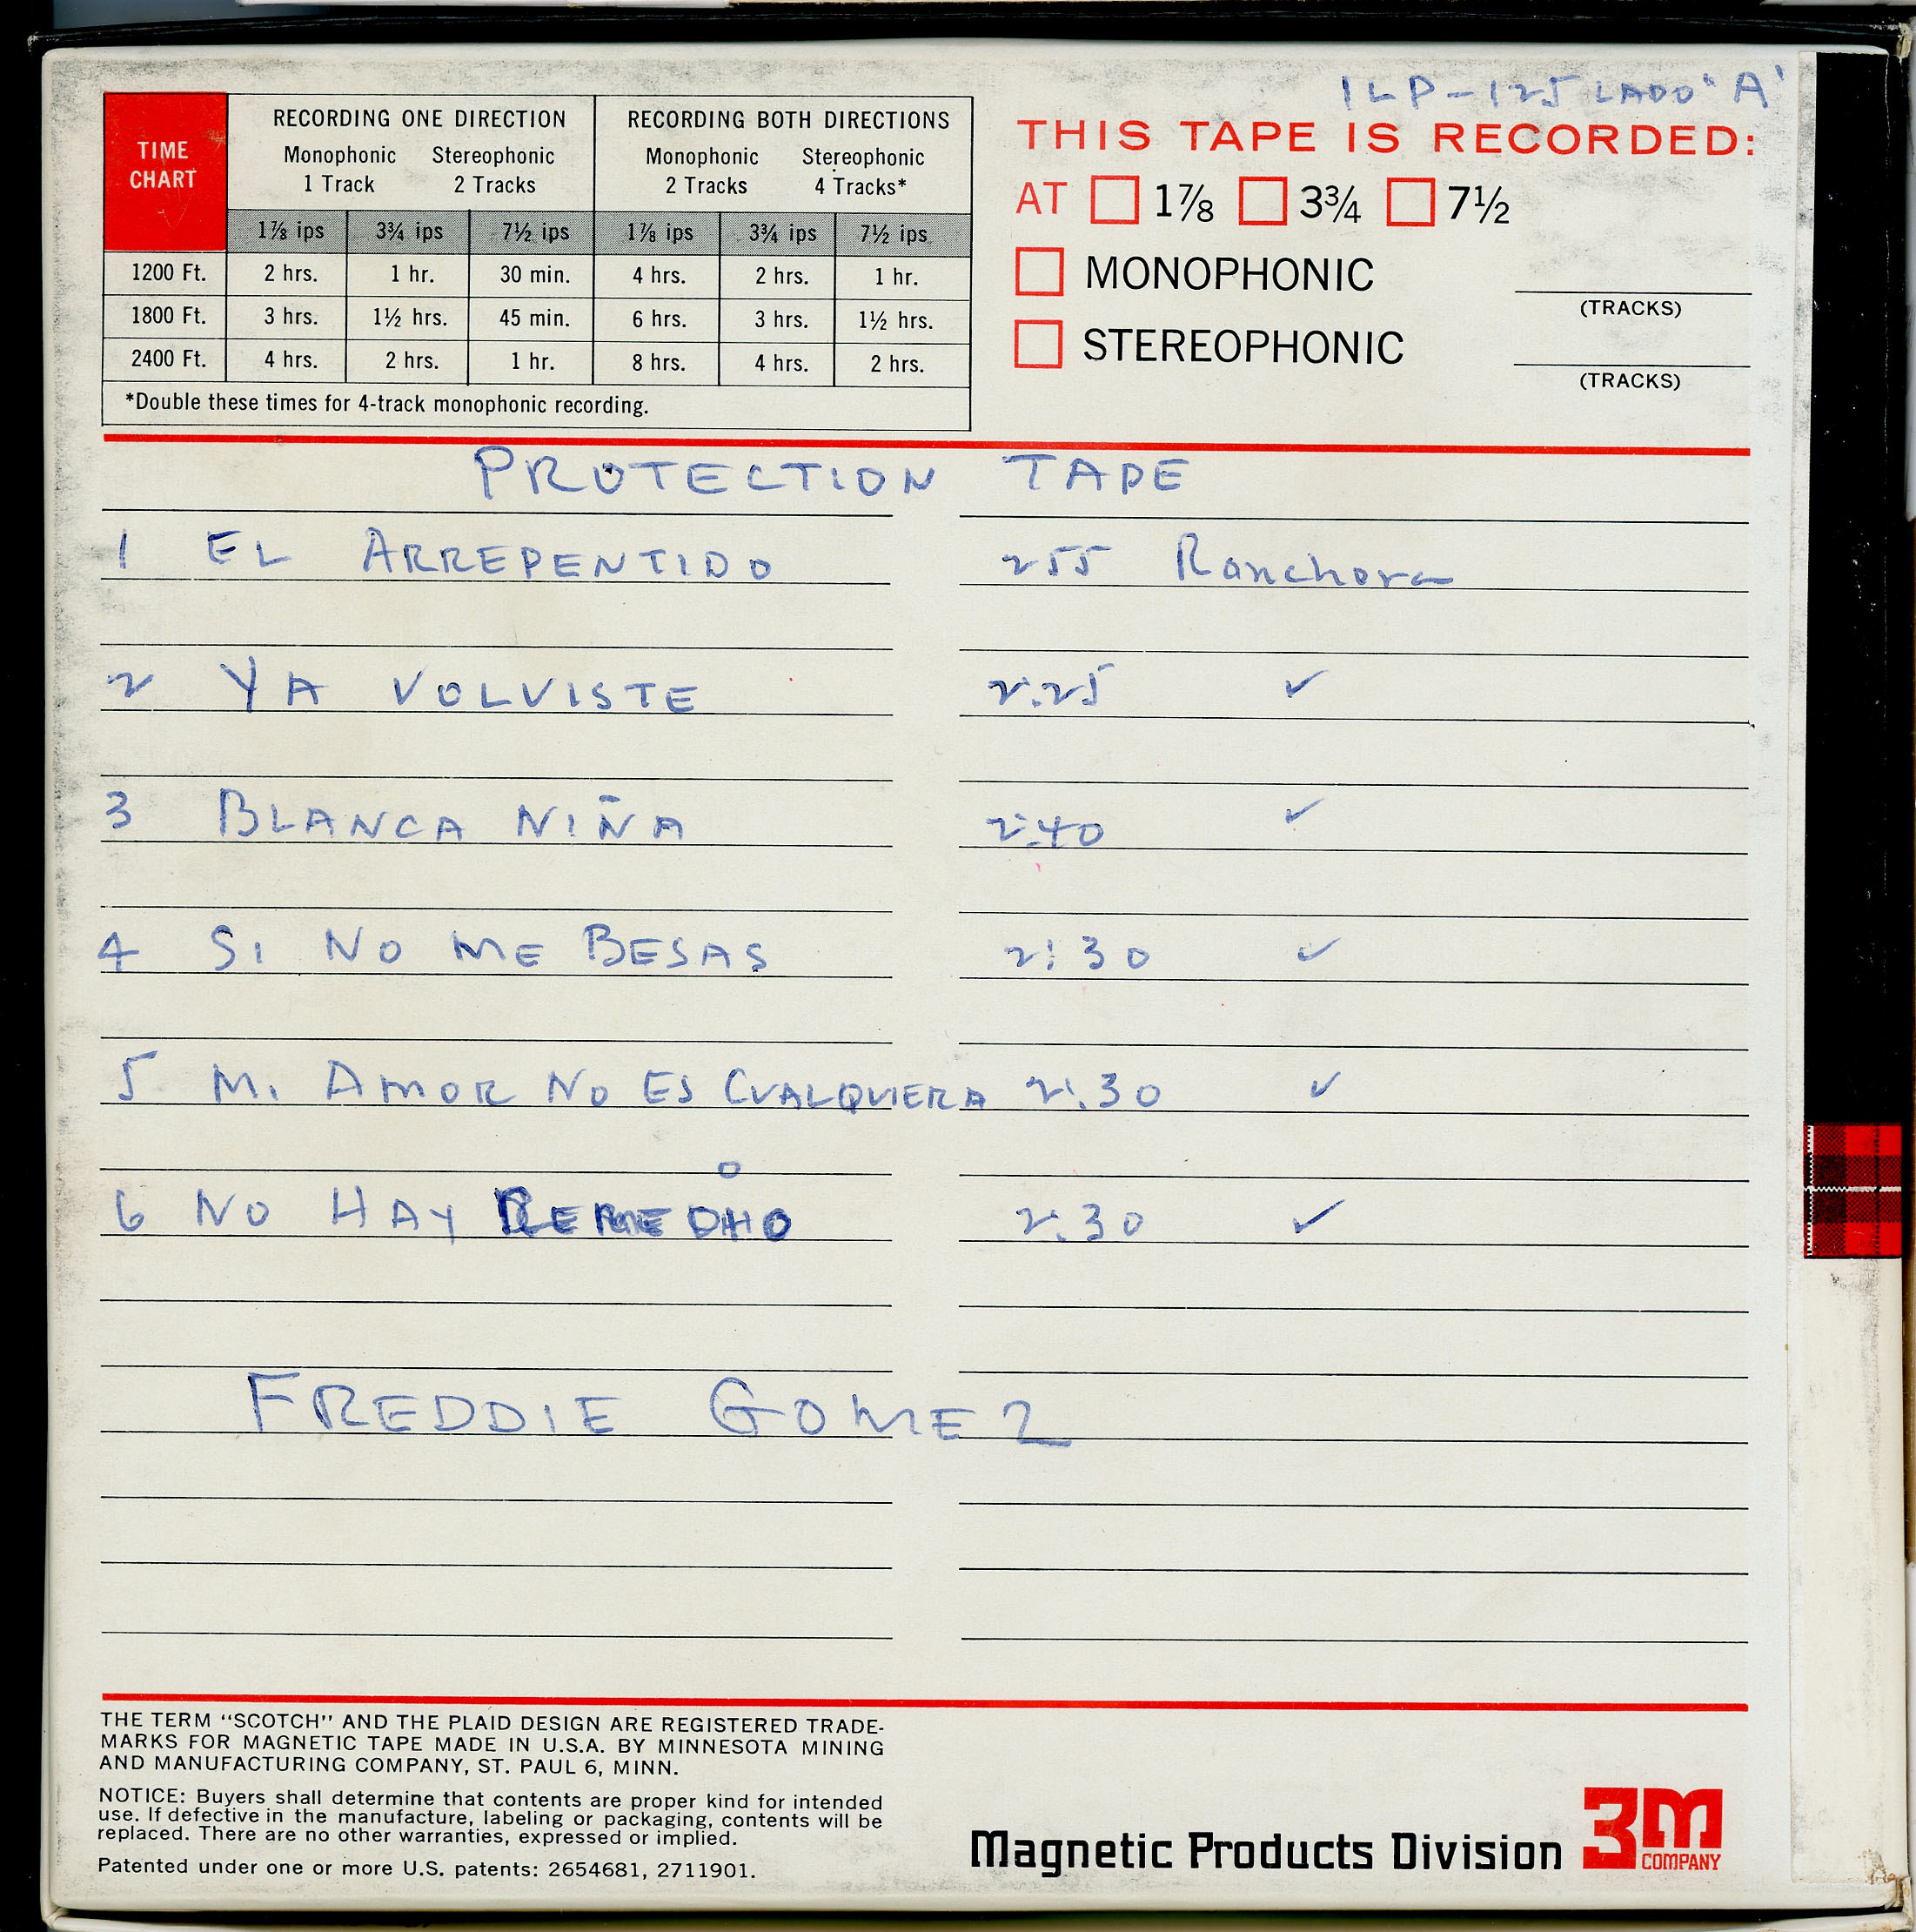 1LP-125 LADO 'A'
TIME CHART
RECORDING ONE DIRECTION RECORDING BOTH DIRECTIONS
Monophonic 1 Track Stereophonic 2 Tracks Monophonic 2 Tracks Stereophonic 4 Tracks*
1⅞ ips 3¾ ips 7½ ips 1⅞ ips 3¾ ips 7½ ips
1200 Ft. 2 hrs. 1 hr. 30 min. 4 hrs. 2 hrs. 1 hr.
1800 Ft. 3 hrs. 1½ hrs. 45 min. 6 hrs. 3 hrs. 1½ hrs.
2400 Ft. 4 hrs. 2 hrs. 1 hr. 8 hrs. 4 hrs. 2 hrs.
*Double these times for 4-track monophonic recording.
THIS TAPE IS RECORDED:
AT 1⅞ 3¾ 7½
MONOPHONIC
(TRACKS)
STEREOPHONIC
(TRACKS)
PROTECTION TAPE
1 EL ARREPENTIDO 255 Ranchera
2 YA VOLVISTE 2:25 ✓
3 BLANCA NIÑA 2:40 ✓
4 SI NO ME BESAS 2:30 ✓
5 MI AMOR NO ES CUALQUIERA 2:30 ✓
6 NO HAY 2:30 ✓
FREDDIE GOMEZ
THE TERM "SCOTCH" AND THE PLAID DESIGN ARE REGISTERED TRADE-
MARKS FOR MAGNETIC TAPE MADE IN U.S.A. BY MINNESOTA MINING
AND MANUFACTURING COMPANY, ST. PAUL 6, MINN.
NOTICE: Buyers shall determine that contents are proper kind for intended
use. If defective in the manufacture, labeling or packaging, contents will be
replaced. There are no other warranties, expressed or implied.
Patented under one or more U.S. patents: 2654681, 2711901.
Magnetic Products Division 3M COMPANY